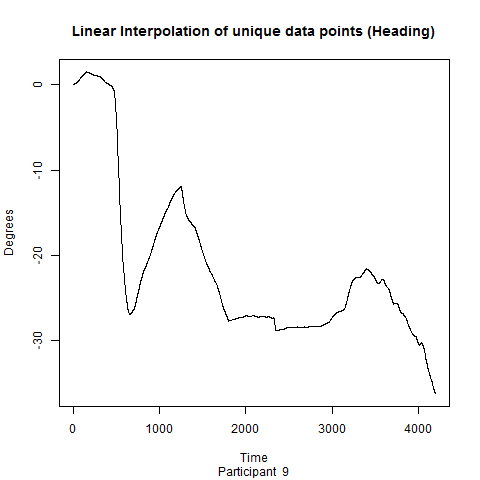 Linear Interpolation of unique data points (Heading)
Degrees
0
-10
-20
-30
0 1000 2000 3000 4000
Time
Participant 9